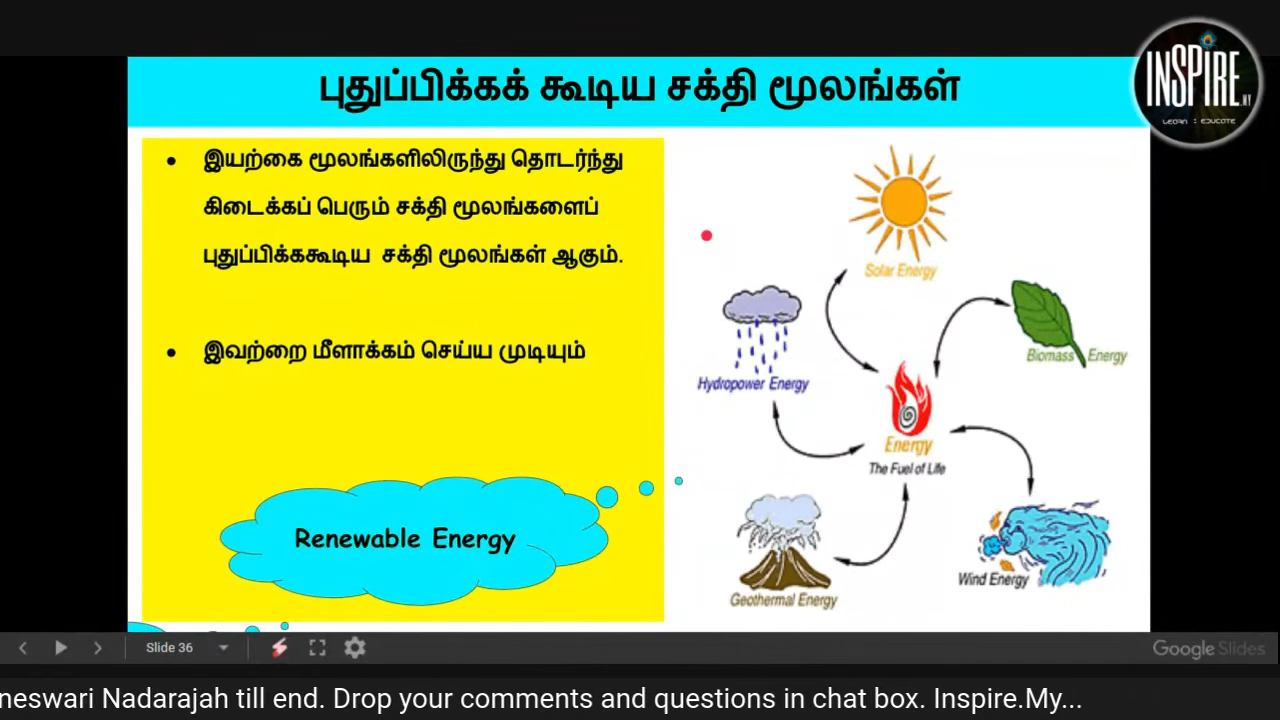 புதுப்பிக்கக் கூடிய சக்தி மூலங்கள்
INSPIRE.MY
LEARN : EDUCATE
• இயற்கை மூலங்களிலிருந்து தொடர்ந்து
கிடைக்கப் பெரும் சக்தி மூலங்களைப்
புதுப்பிக்ககூடிய சக்தி மூலங்கள் ஆகும்.
• இவற்றை மீளாக்கம் செய்ய முடியும்
Renewable Energy
Solar Energy
Biomass Energy
Hydropower Energy
Energy
The Fuel of Life
Wind Energy
Geothermal Energy
Slide 36
Google Slides
neswari Nadarajah till end. Drop your comments and questions in chat box. Inspire.My...